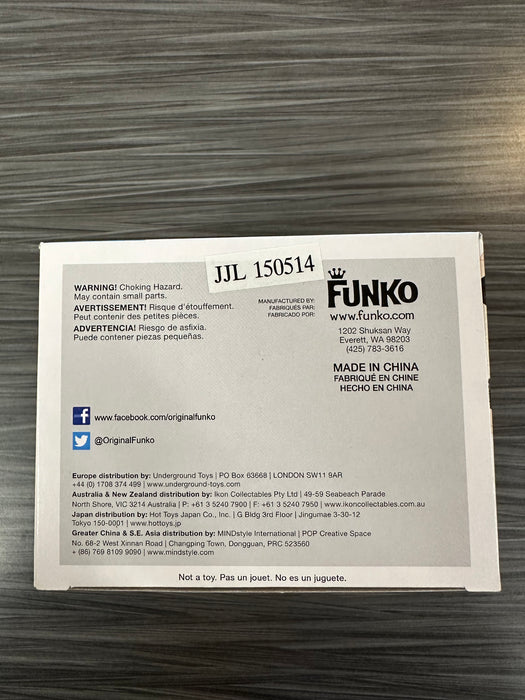 JJL 150514
WARNING! Choking Hazard.
May contain small parts.
AVERTISSEMENT! Risque d'étouffement.
Peut contenir des petites pièces.
ADVERTENCIA! Riesgo de asfixia.
Puede contener piezas pequeñas.
MANUFACTURED BY:
FABRIQUÉS PAR:
FABRICADO POR:
FUNKO
www.funko.com
1202 Shuksan Way
Everett, WA 98203
(425) 783-3616
MADE IN CHINA
FABRIQUÉ EN CHINE
HECHO EN CHINA
f www.facebook.com/originalfunko
@OriginalFunko
Europe distribution by: Underground Toys | PO Box 63668 | LONDON SW11 9AR
+44 (0) 1708 374 499 | www.underground-toys.com
Australia & New Zealand distribution by: Ikon Collectables Pty Ltd | 49-59 Seabeach Parade
North Shore, VIC 3214 Australia | P: +61 3 5240 7900 | F: +61 3 5240 7950 | www.ikoncollectables.com.au
Japan distribution by: Hot Toys Japan Co., Inc. | G Bldg 3rd Floor | Jingumae 3-30-12
Tokyo 150-0001 | www.hottoys.jp
Greater China & S.E. Asia distribution by: MINDstyle International | POP Creative Space
No. 68-2 West Xinnan Road | Changping Town, Dongguan, PRC 523560
+ (86) 769 8109 9090 | www.mindstyle.com
Not a toy. Pas un jouet. No es un juguete.